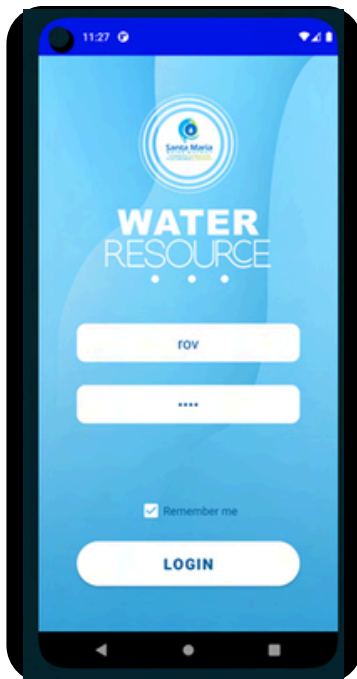 11:27
Santa Maria
WATER
RESOURCE
rov
••••
Remember me
LOGIN